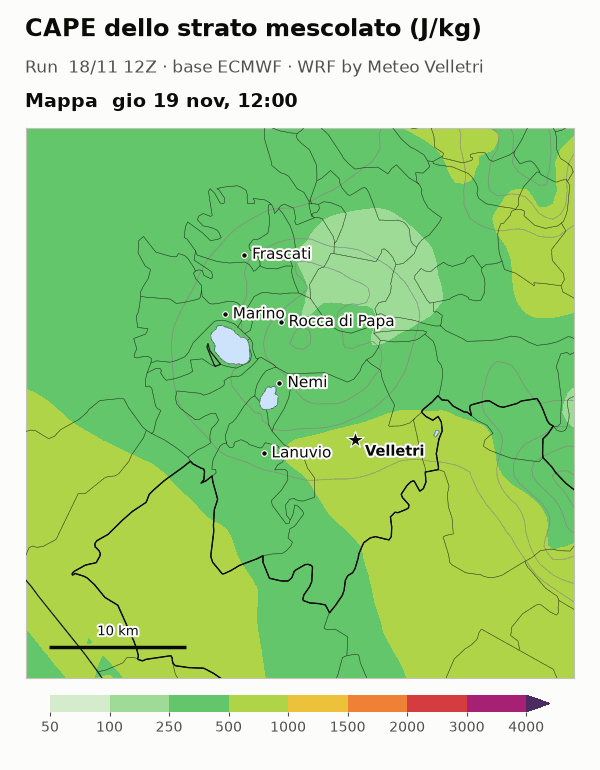 CAPE dello strato mescolato (J/kg)
Run  18/11 12Z · base ECMWF · WRF by Meteo Velletri
Mappa  gio 19 nov, 12:00
Frascati
Marino
Rocca di Papa
Nemi
Velletri
Lanuvio
10 km
50 100 250 500 1000 1500 2000 3000 4000